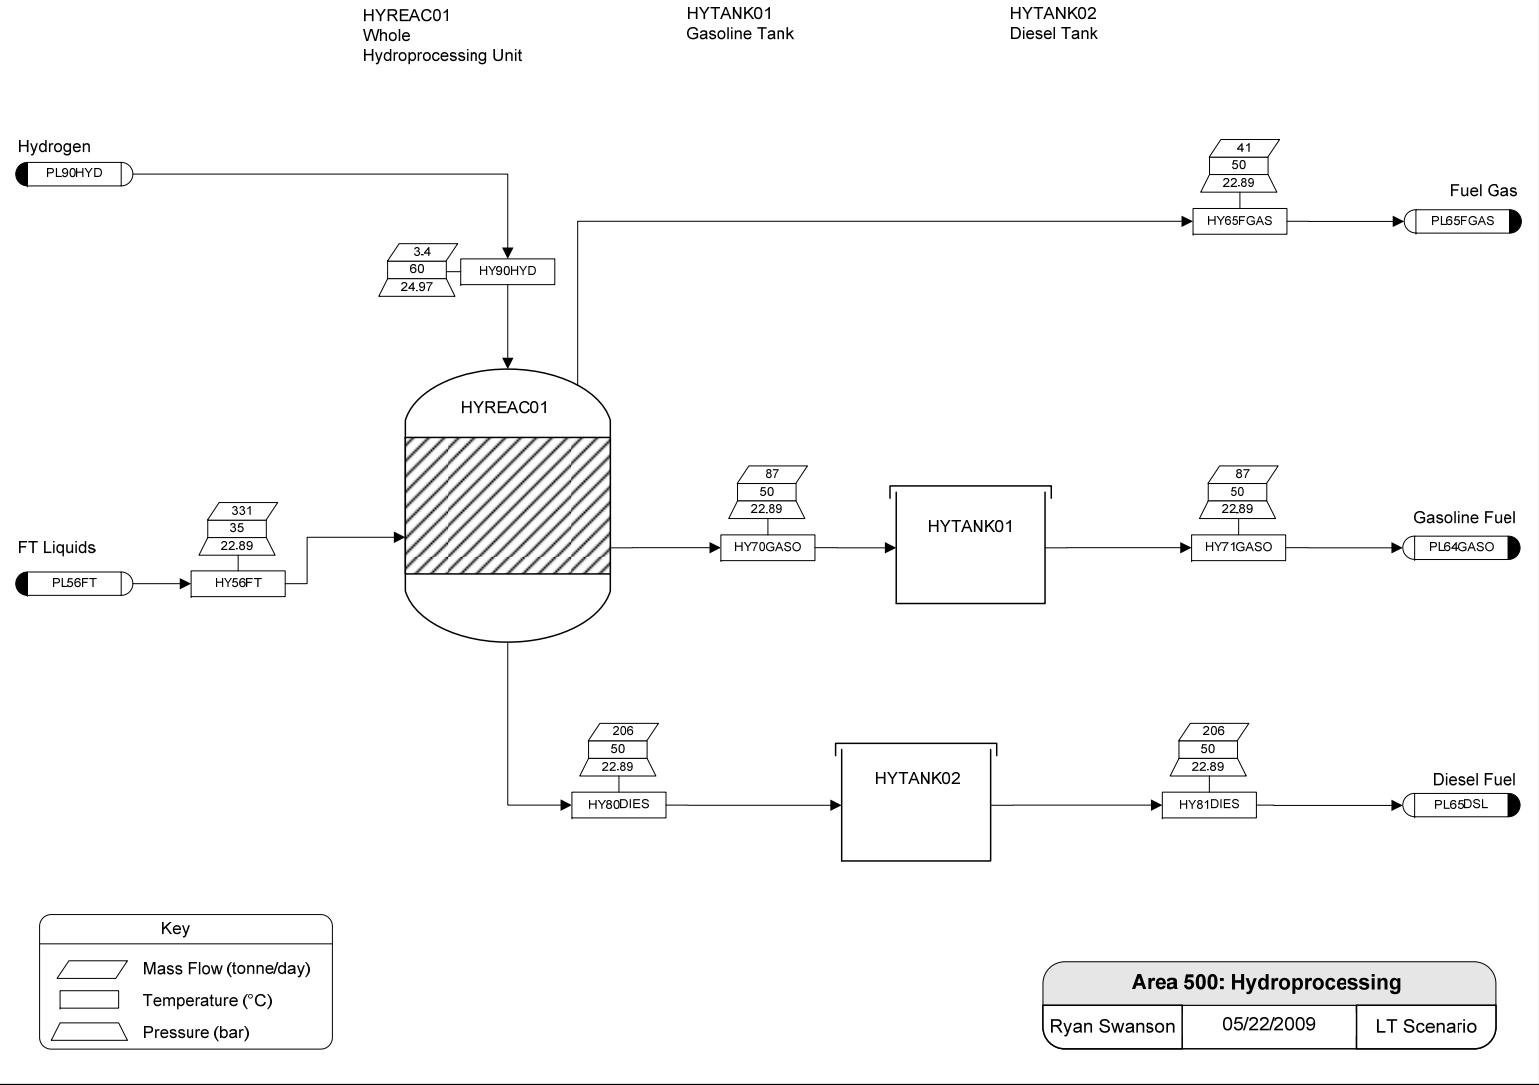 HYREAC01
Whole
Hydroprocessing Unit
HYTANK01
Gasoline Tank
HYTANK02
Diesel Tank
Hydrogen
PL90HYD
41
50
22.89
HY65FGAS
Fuel Gas
PL65FGAS
3.4
60
24.97
HY90HYD
HYREAC01
331
35
22.89
FT Liquids
PL56FT
HY56FT
87
50
22.89
HY70GASO
HYTANK01
87
50
22.89
HY71GASO
Gasoline Fuel
PL64GASO
206
50
22.89
HY80DIES
HYTANK02
206
50
22.89
HY81DIES
Diesel Fuel
PL65DSL
Key
Mass Flow (tonne/day)
Temperature (°C)
Pressure (bar)
Area 500: Hydroprocessing
Ryan Swanson
05/22/2009
LT Scenario